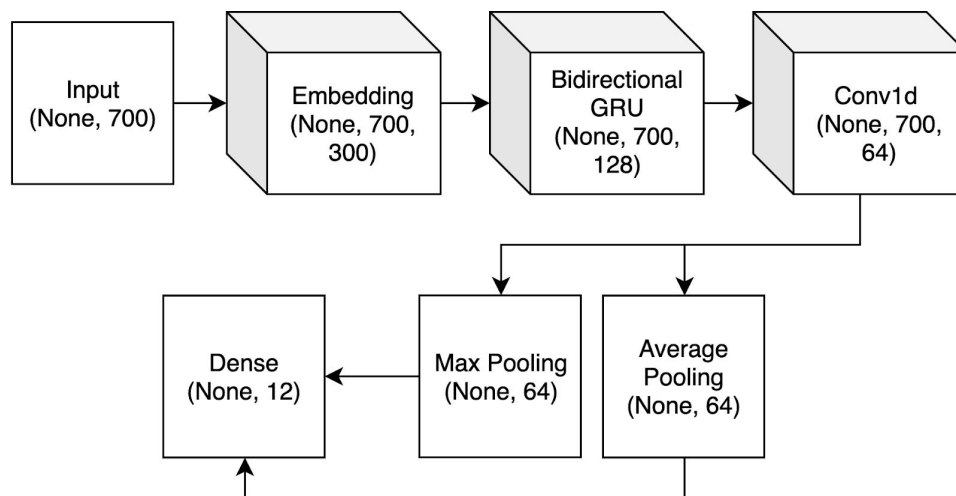 Input
(None, 700)
Embedding
(None, 700,
300)
Bidirectional
GRU
(None, 700,
128)
Conv1d
(None, 700,
64)
Dense
(None, 12)
Max Pooling
(None, 64)
Average
Pooling
(None, 64)